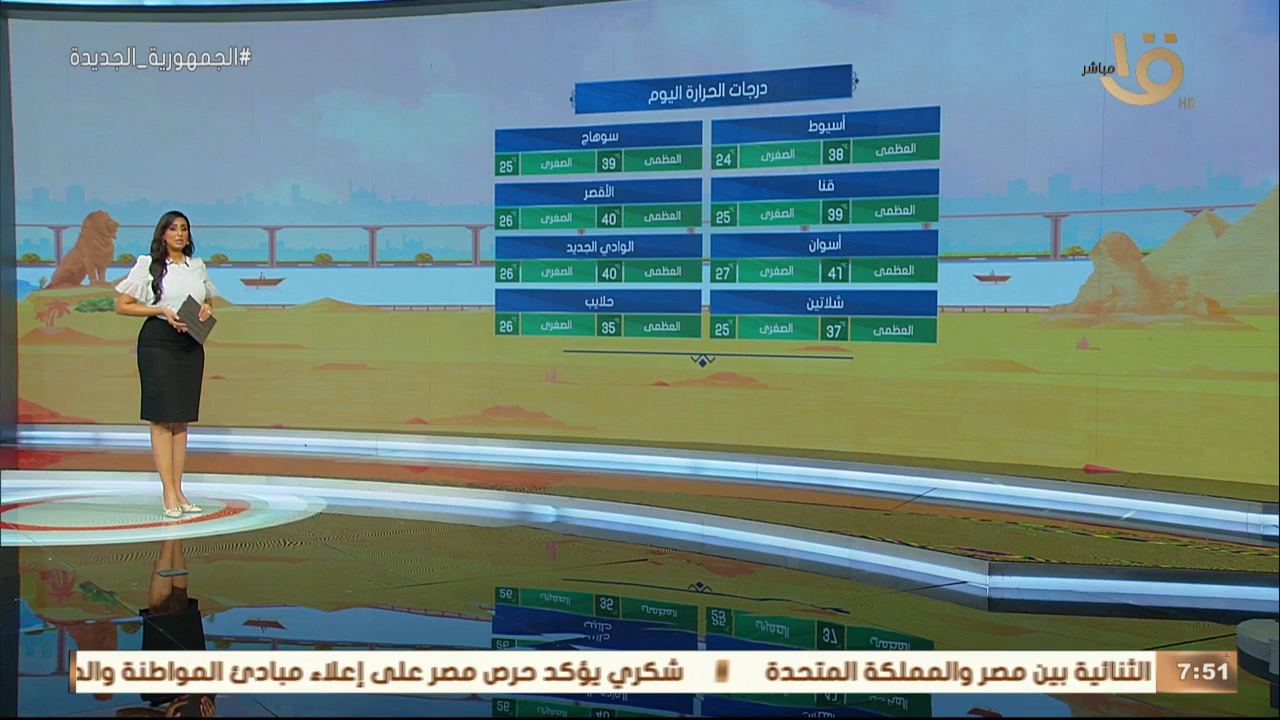 #الجمهورية_الجديدة
مباشر
HD
درجات الحرارة اليوم
أسيوط
العظمى 38 الصغرى 24
سوهاج
العظمى 39 الصغرى 25
قنا
العظمى 39 الصغرى 25
الأقصر
العظمى 40 الصغرى 26
أسوان
العظمى 41 الصغرى 27
الوادي الجديد
العظمى 40 الصغرى 26
شلاتين
العظمى 37 الصغرى 25
حلايب
العظمى 35 الصغرى 26
7:51 الثنائية بين مصر والمملكة المتحدة شكري يؤكد حرص مصر على إعلاء مبادئ المواطنة